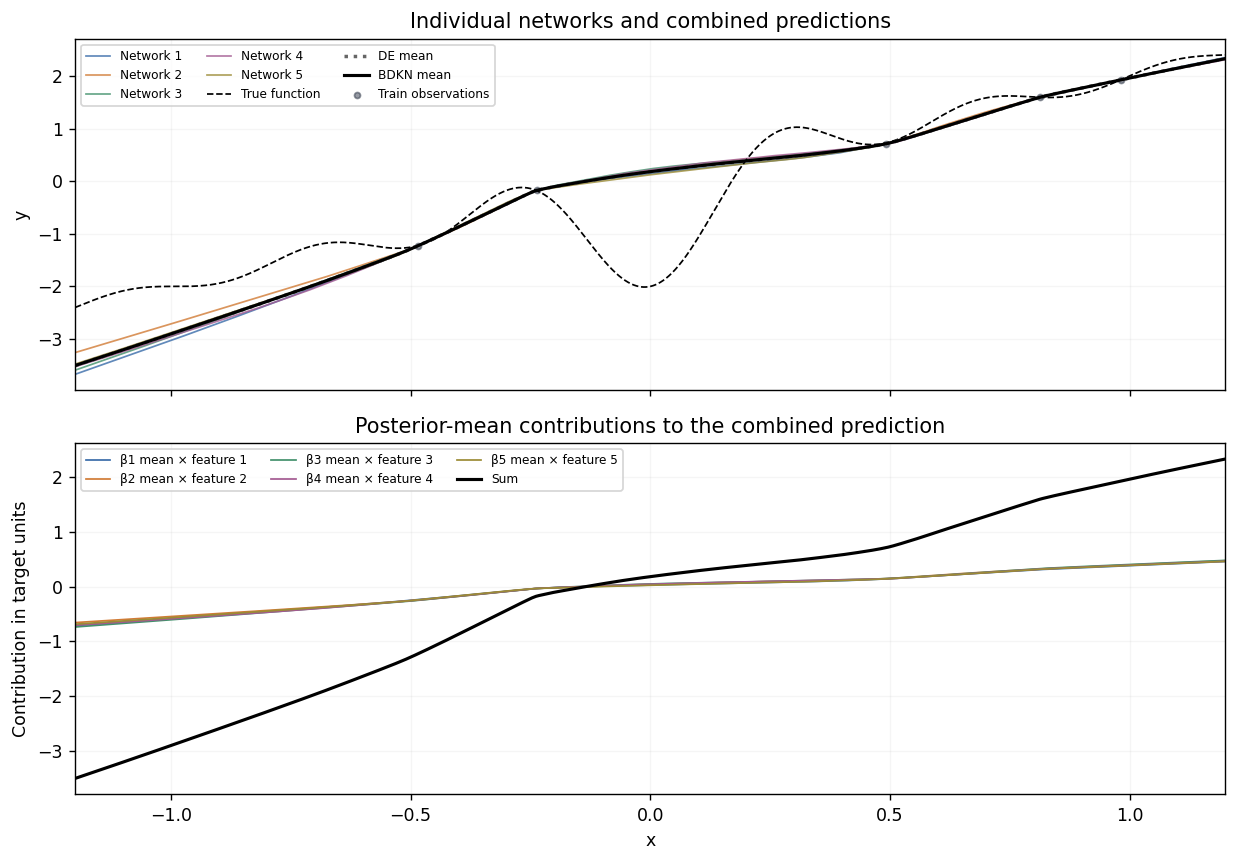 Individual networks and combined predictions
Network 1 Network 4 DE mean
Network 2 Network 5 BDKN mean
Network 3 True function Train observations
2
1
0
−1
−2
−3
y
Posterior-mean contributions to the combined prediction
β1 mean × feature 1 β3 mean × feature 3 β5 mean × feature 5
β2 mean × feature 2 β4 mean × feature 4 Sum
2
1
0
−1
−2
−3
Contribution in target units
−1.0 −0.5 0.0 0.5 1.0
x